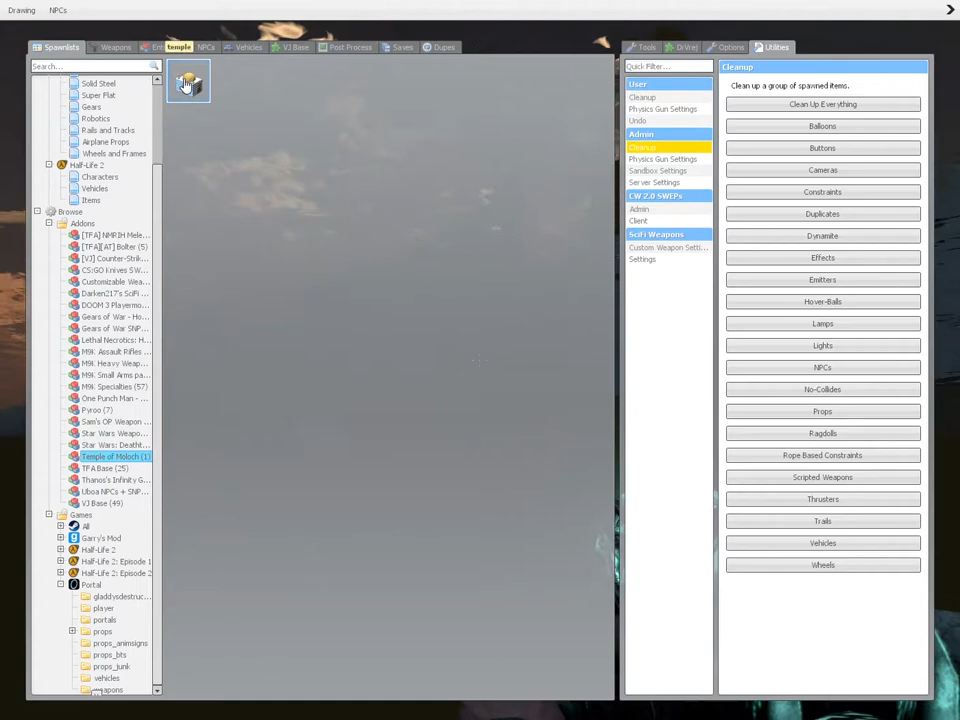 Drawing NPCs
Spawnlists Weapons temple NPCs Vehicles VJ Base Post Process Saves Dupes
Tools DrVrej Options Utilities
Search...
Solid Steel
Super Flat
Gears
Robotics
Rails and Tracks
Airplane Props
Wheels and Frames
Half-Life 2
Characters
Vehicles
Items
Browse
Addons
[TFA] NMRIH Mele...
[TFA][AT] Bolter (5)
[VJ] Counter-Strik...
CS:GO Knives SW...
Customizable Wea...
Darken217's SciFi ...
DOOM 3 Playermo...
Gears of War - Ho...
Gears of War SNP...
Lethal Necrotics: H...
M9K Assault Rifles ...
M9K Heavy Weap...
M9K Small Arms pa...
M9K Specialties (57)
One Punch Man - ...
Pyroo (7)
Sam's OP Weapon ...
Star Wars Weapo...
Star Wars: Deatht...
Temple of Moloch (1)
TFA Base (25)
Thanos's Infinity G...
Uboa NPCs + SNP...
VJ Base (49)
Games
All
Garry's Mod
Half-Life 2
Half-Life 2: Episode 1
Half-Life 2: Episode 2
Portal
gladdysdestruc...
player
portals
props
props_animsigns
props_bts
props_junk
vehicles
weapons
Quick Filter...
User
Cleanup
Physics Gun Settings
Undo
Admin
Cleanup
Physics Gun Settings
Sandbox Settings
Server Settings
CW 2.0 SWEPs
Admin
Client
SciFi Weapons
Custom Weapon Setti...
Settings
Cleanup
Clean up a group of spawned items.
Clean Up Everything
Balloons
Buttons
Cameras
Constraints
Duplicates
Dynamite
Effects
Emitters
Hover-Balls
Lamps
Lights
NPCs
No-Collides
Props
Ragdolls
Rope Based Constraints
Scripted Weapons
Thrusters
Trails
Vehicles
Wheels